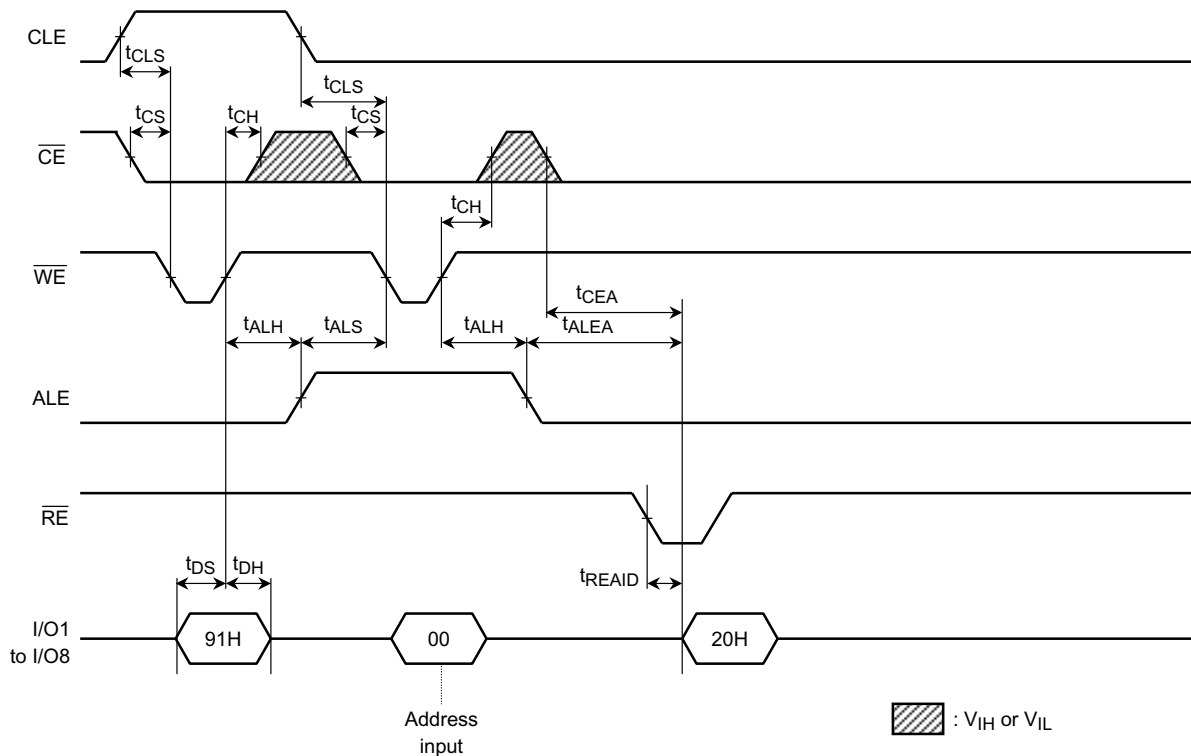 CLE
tCLS
tCLS
tCS
tCH
tCS
CE
tCH
WE
tCEA
tALH
tALS
tALH
tALEA
ALE
RE
tDS
tDH
tREAID
I/O1
to I/O8
91H
00
20H
Address
input
: VIH or VIL